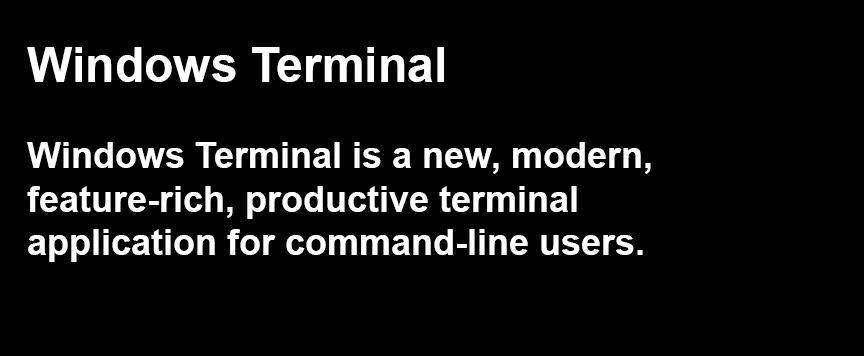 Windows Terminal
Windows Terminal is a new, modern,
feature-rich, productive terminal
application for command-line users.